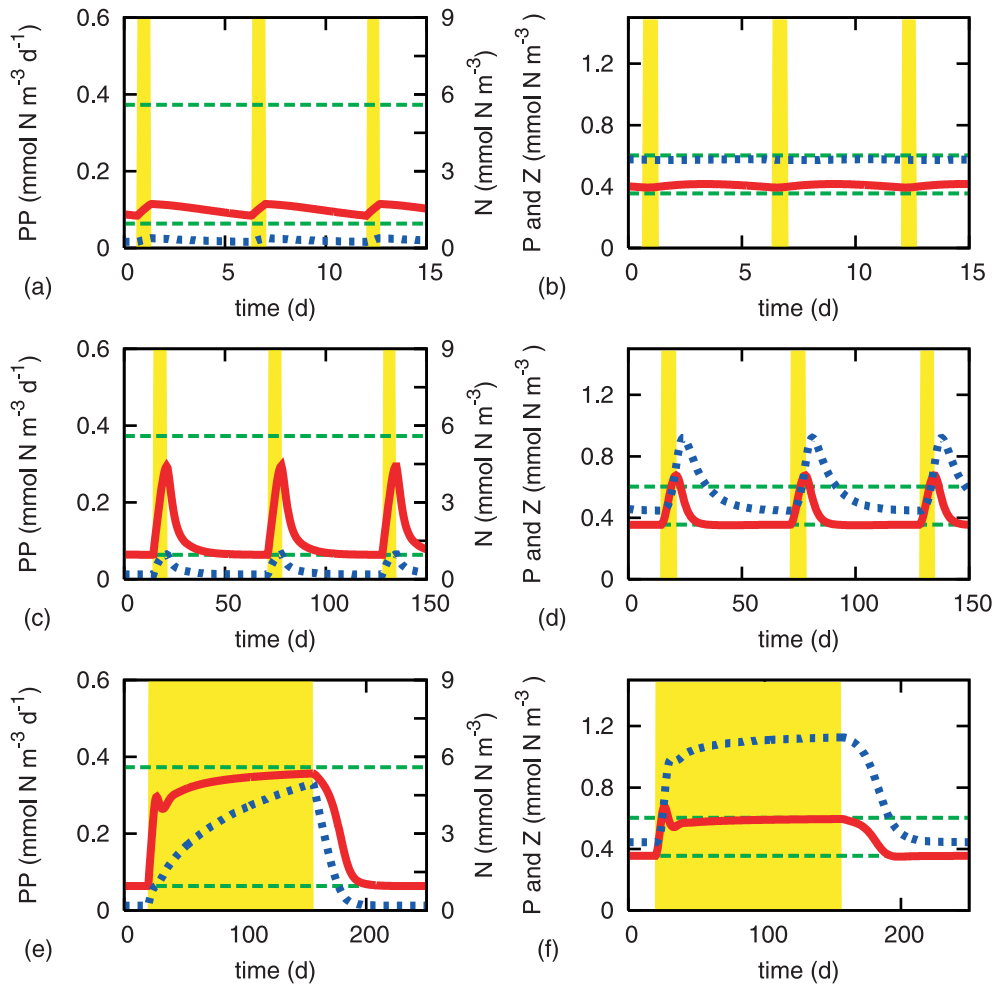 PP (mmol N m⁻³ d⁻¹)
0.6
0.4
0.2
0
9
6
3
0
N (mmol N m⁻³)
0 5 10 15
(a)
time (d)
P and Z (mmol N m⁻³ )
1.2
0.8
0.4
0
0 5 10 15
(b)
time (d)
PP (mmol N m⁻³ d⁻¹)
0.6
0.4
0.2
0
9
6
3
0
N (mmol N m⁻³)
0 50 100 150
(c)
time (d)
P and Z (mmol N m⁻³ )
1.2
0.8
0.4
0
0 50 100 150
(d)
time (d)
PP (mmol N m⁻³ d⁻¹)
0.6
0.4
0.2
0
9
6
3
0
N (mmol N m⁻³)
0 100 200
(e)
time (d)
P and Z (mmol N m⁻³ )
1.2
0.8
0.4
0
0 100 200
(f)
time (d)